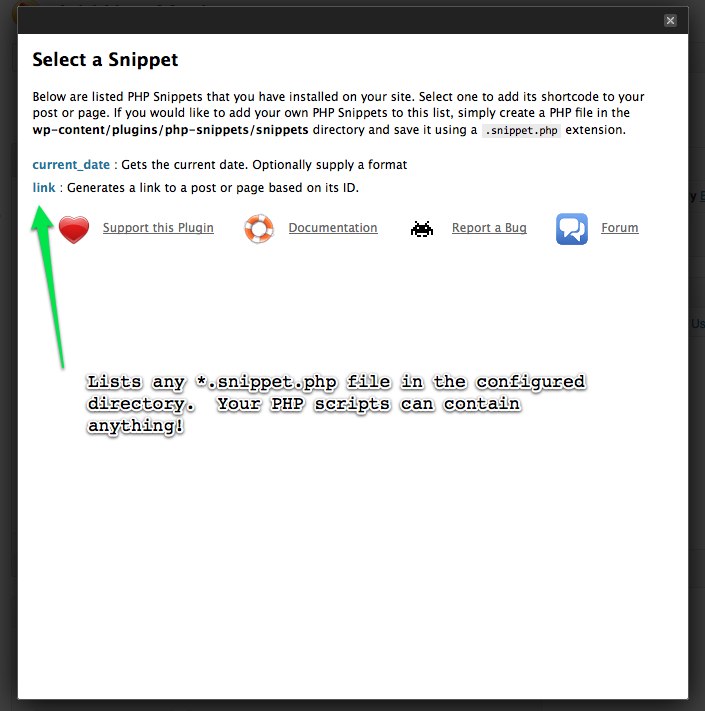 Select a Snippet
Below are listed PHP Snippets that you have installed on your site. Select one to add its shortcode to your
post or page. If you would like to add your own PHP Snippets to this list, simply create a PHP file in the
wp-content/plugins/php-snippets/snippets directory and save it using a .snippet.php extension.
current_date : Gets the current date. Optionally supply a format
link : Generates a link to a post or page based on its ID.
Support this Plugin Documentation Report a Bug Forum
Lists any *.snippet.php file in the configured
directory. Your PHP scripts can contain
anything!